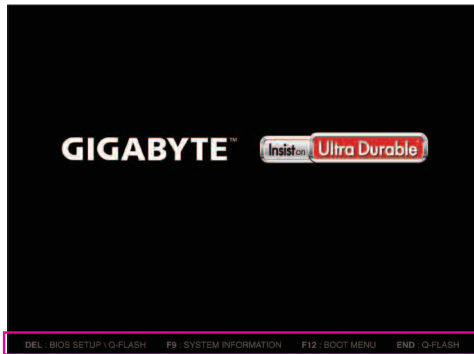 GIGABYTE™ Insist on Ultra Durable
DEL : BIOS SETUP \ Q-FLASH F9 : SYSTEM INFORMATION F12 : BOOT MENU END : Q-FLASH